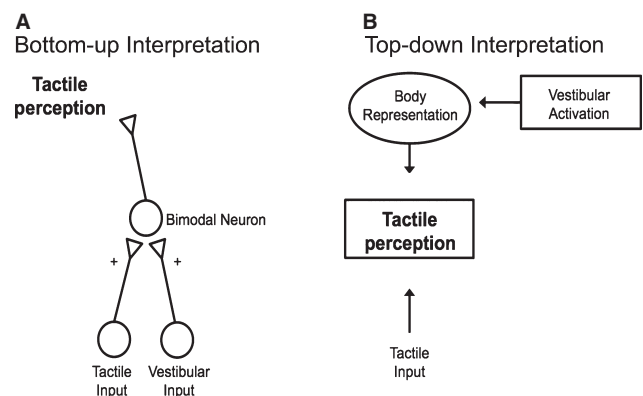 A
Bottom-up Interpretation
Tactile
perception
Bimodal Neuron
+ +
Tactile
Input
Vestibular
Input
B
Top-down Interpretation
Body
Representation
Vestibular
Activation
Tactile
perception
Tactile
Input